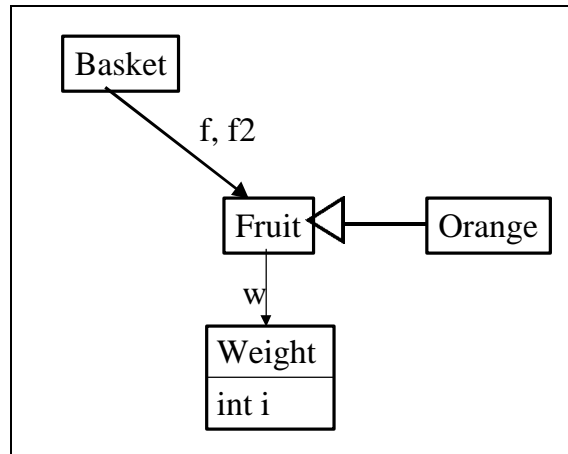 Basket
f, f2
Fruit
Orange
w
Weight
int i